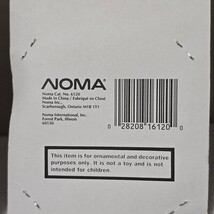 NOMA
Noma Cat. No. 6120
Made in China / Fabriqué en Chine
Noma Inc.,
Scarborough, Ontario M1B 1Y1
Noma International, Inc.
Forest Park, Illinois
60130
0 28208 16120 0
This item is for ornamental and decorative
purposes only. It is not a toy and is not
intended for children.